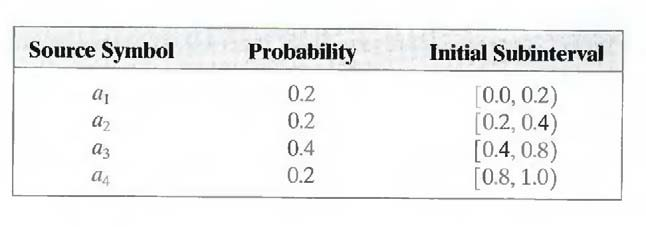 Source Symbol Probability Initial Subinterval
a₁ 0.2 [0.0, 0.2)
a₂ 0.2 [0.2, 0.4)
a₃ 0.4 [0.4, 0.8)
a₄ 0.2 [0.8, 1.0)